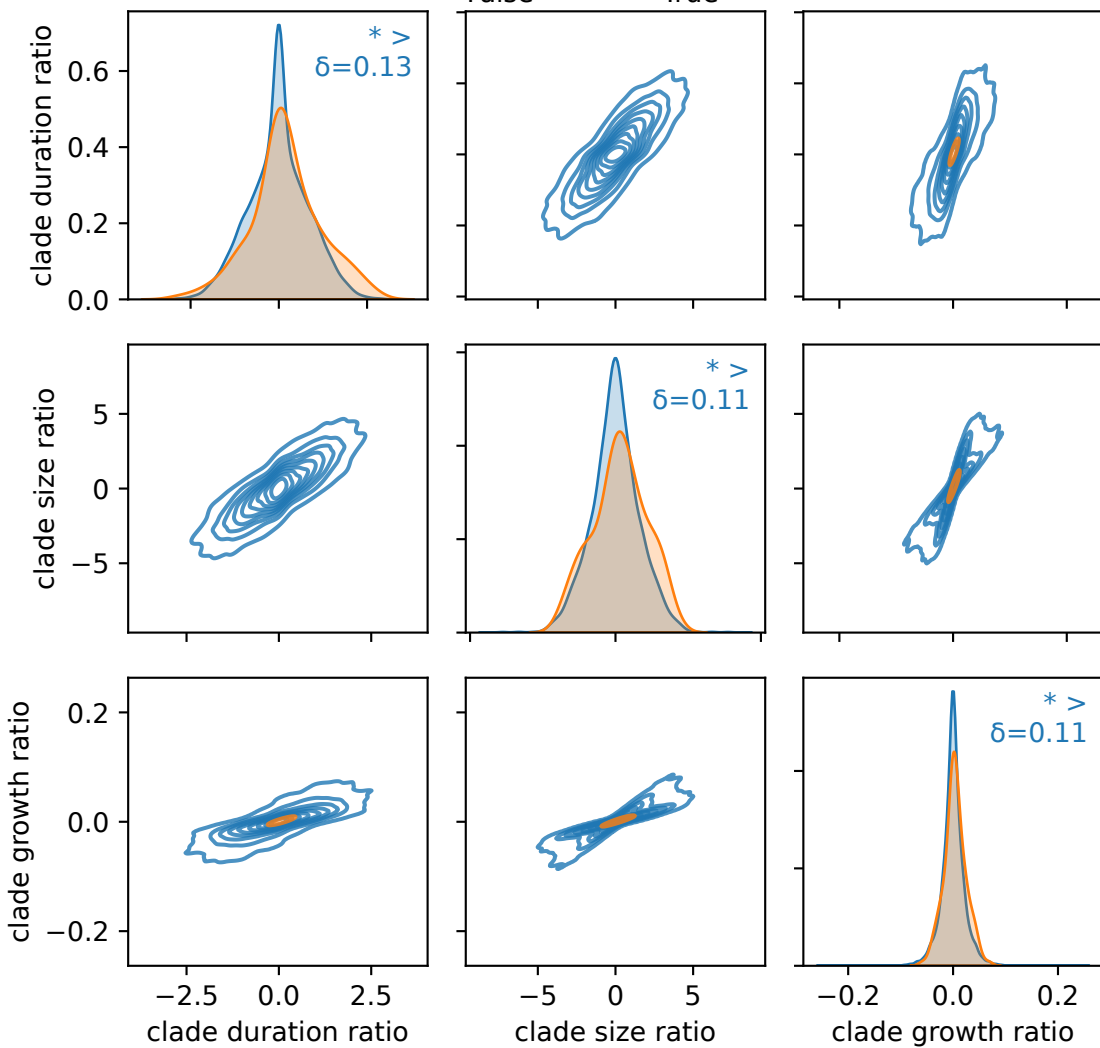 clade duration ratio
0.6
0.4
0.2
0.0
* >
δ=0.13
clade size ratio
5
0
−5
* >
δ=0.11
clade growth ratio
0.2
0.0
−0.2
* >
δ=0.11
−2.5 0.0 2.5
−5 0 5
−0.2 0.0 0.2
clade duration ratio
clade size ratio
clade growth ratio